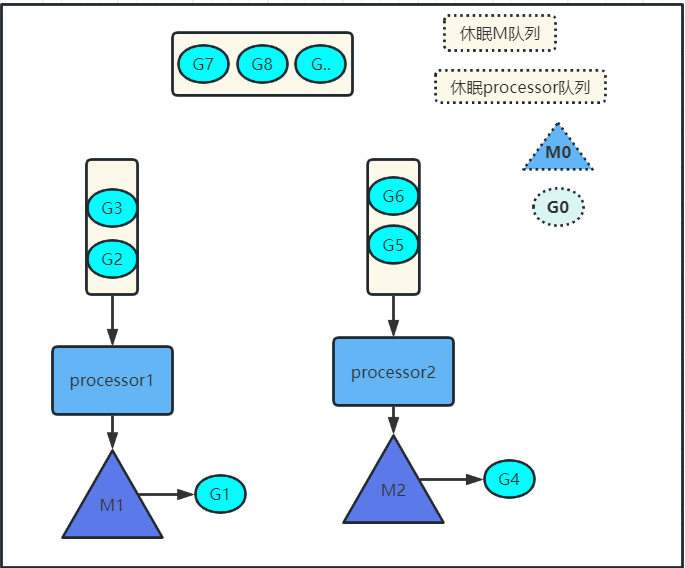 G7 G8 G..
休眠M队列
休眠processor队列
M0
G0
G3
G2
processor1
M1
G1
G6
G5
processor2
M2
G4